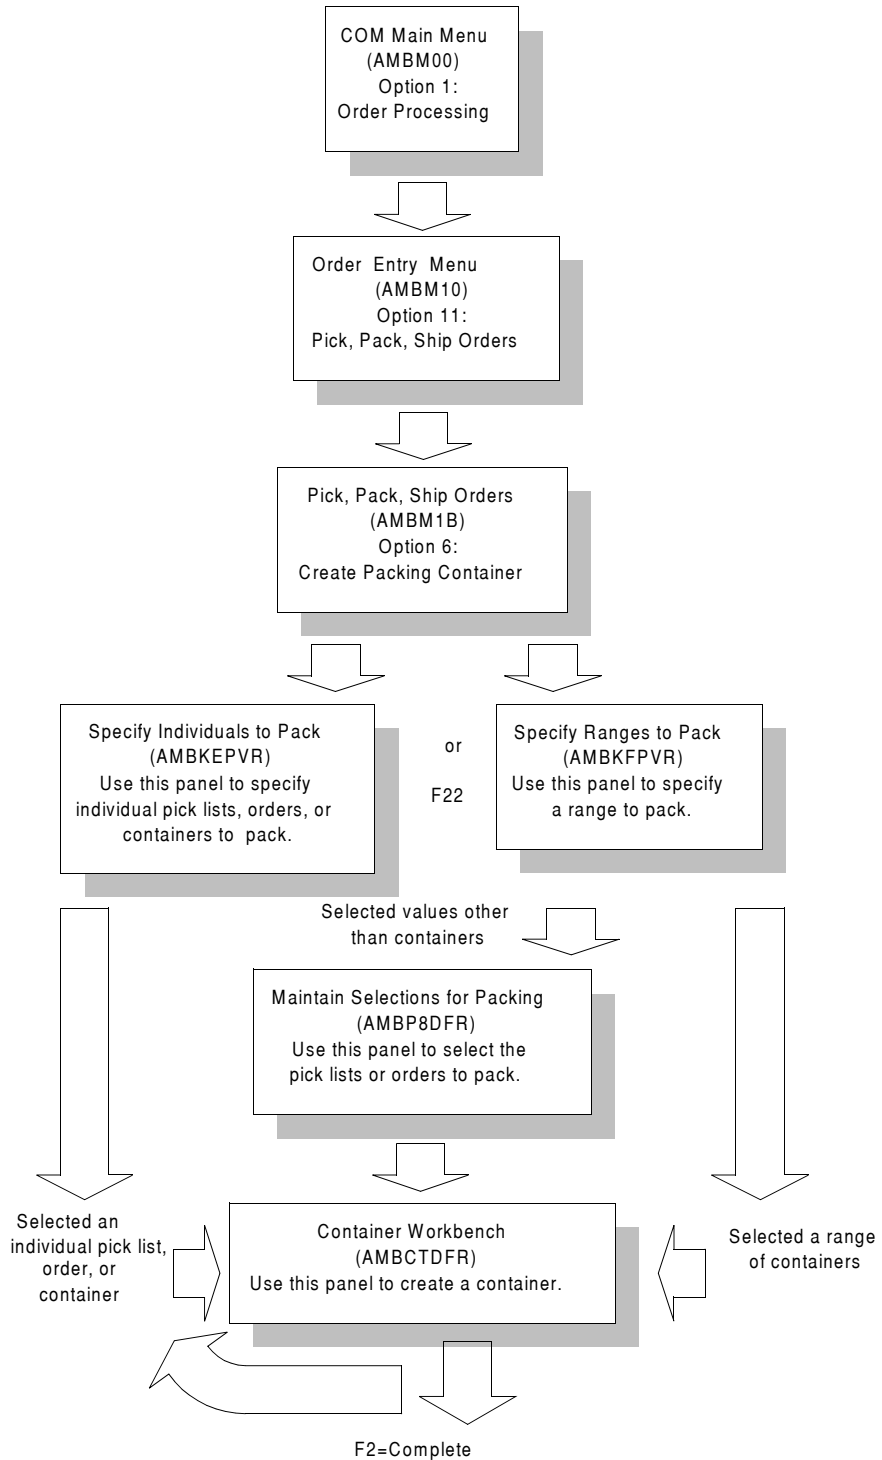 COM Main Menu
(AMBM00)
Option 1:
Order Processing
Order Entry Menu
(AMBM10)
Option 11:
Pick, Pack, Ship Orders
Pick, Pack, Ship Orders
(AMBM1B)
Option 6:
Create Packing Container
Specify Individuals to Pack
(AMBKEPVR)
Use this panel to specify
individual pick lists, orders, or
containers to pack.
or
F22
Specify Ranges to Pack
(AMBKFPVR)
Use this panel to specify
a range to pack.
Selected values other
than containers
Maintain Selections for Packing
(AMBP8DFR)
Use this panel to select the
pick lists or orders to pack.
Selected an
individual pick list,
order, or
container
Container Workbench
(AMBCTDFR)
Use this panel to create a container.
Selected a range
of containers
F2=Complete